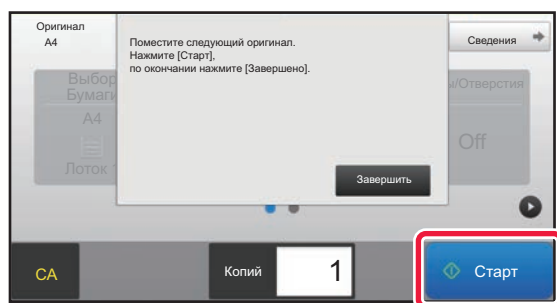 Оригинал
A4
Поместите следующий оригинал.
Нажмите [Старт],
по окончании нажмите [Завершено].
Сведения
Выбор
Бумаги
A4
Лоток
/Отверстия
Off
Завершить
CA
Копий
1
Старт